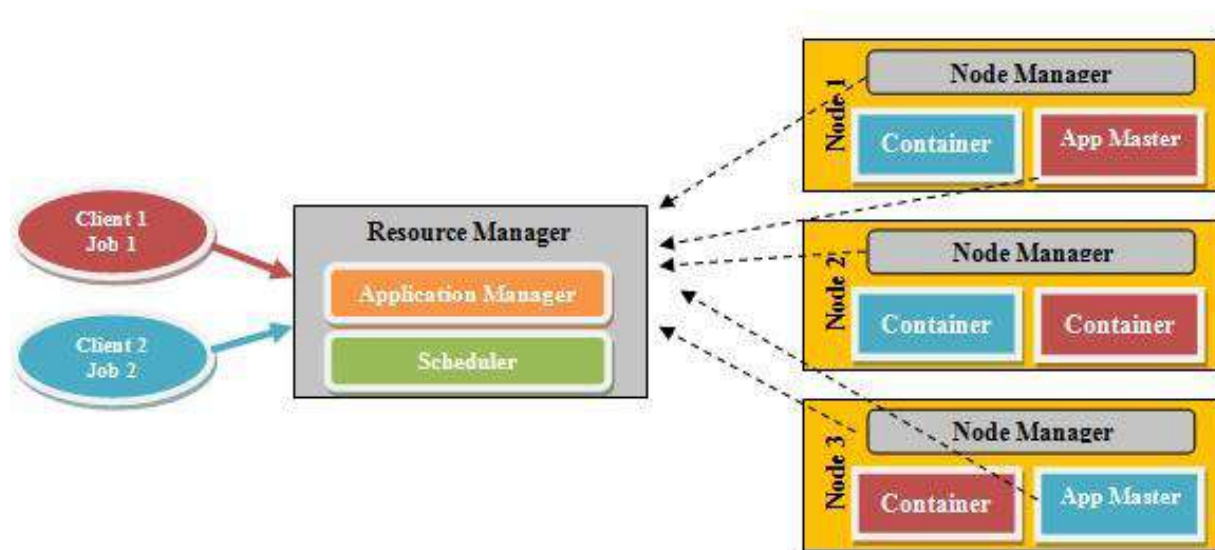 Client 1
Job 1
Client 2
Job 2
Resource Manager
Application Manager
Scheduler
Node 1
Node Manager
Container
App Master
Node 2
Node Manager
Container
Container
Node 3
Node Manager
Container
App Master